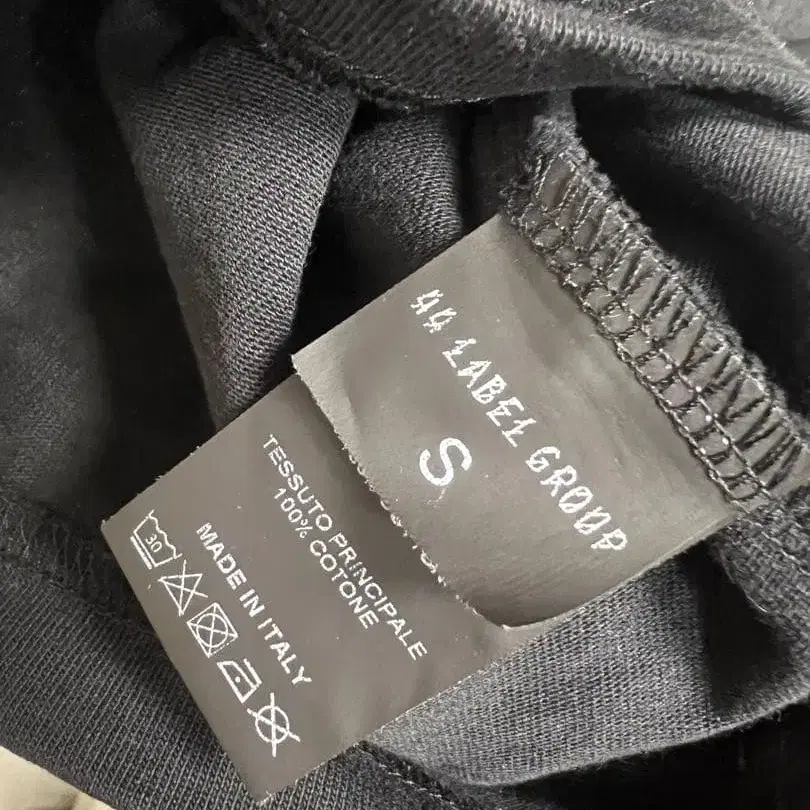 44 LABEL GROUP
S
TESSUTO PRINCIPALE
100% COTONE
MADE IN ITALY
30